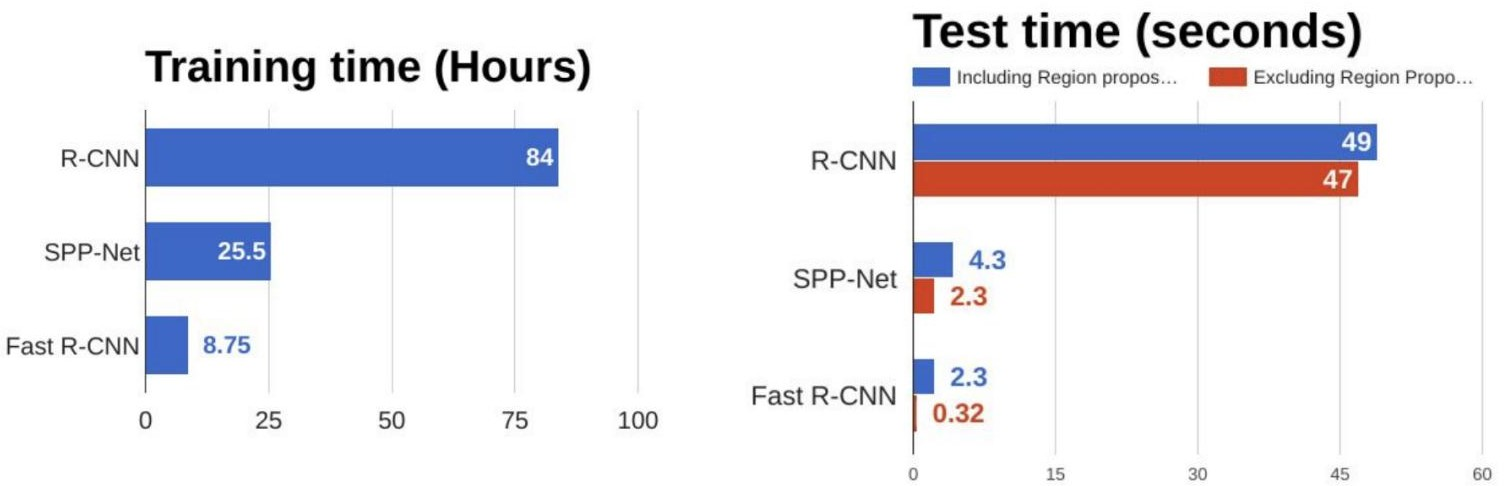 Training time (Hours)
R-CNN
84
SPP-Net
25.5
Fast R-CNN
8.75
0 25 50 75 100
Test time (seconds)
Including Region propos… Excluding Region Propo…
R-CNN
49
47
SPP-Net
4.3
2.3
Fast R-CNN
2.3
0.32
0 15 30 45 60